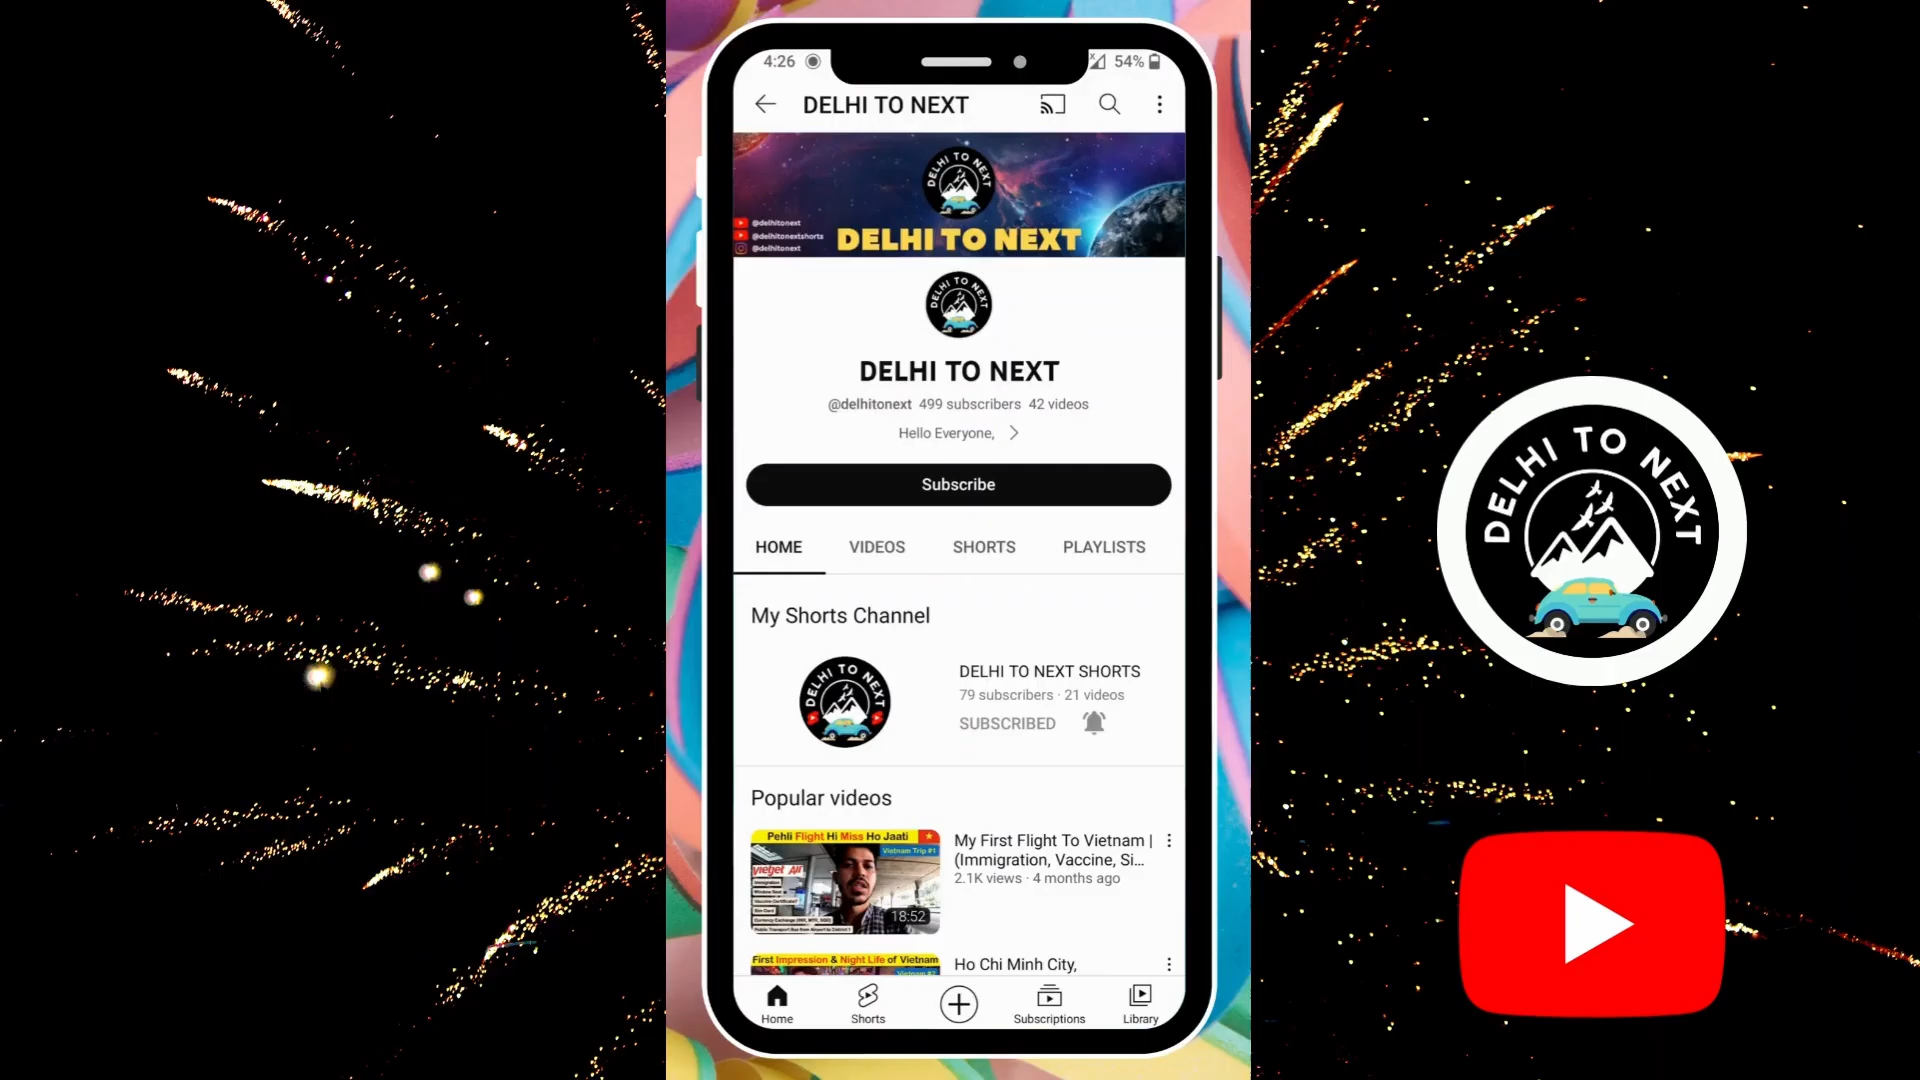 4:26
54%
DELHI TO NEXT
DELHI TO NEXT
@delhitonext
@delhitonextshorts
@delhitonext
DELHI TO NEXT
DELHI TO NEXT
DELHI TO NEXT
@delhitonext 499 subscribers 42 videos
Hello Everyone,
Subscribe
HOME VIDEOS SHORTS PLAYLISTS
My Shorts Channel
DELHI TO NEXT
DELHI TO NEXT SHORTS
79 subscribers · 21 videos
SUBSCRIBED
Popular videos
Pehli Flight Hi Miss Ho Jaati
Vietnam Trip #1
Vietjet Air
18:52
My First Flight To Vietnam |
(Immigration, Vaccine, Si...
2.1K views · 4 months ago
First Impression & Night Life of Vietnam
Ho Chi Minh City,
Home Shorts Subscriptions Library
DELHI TO NEXT